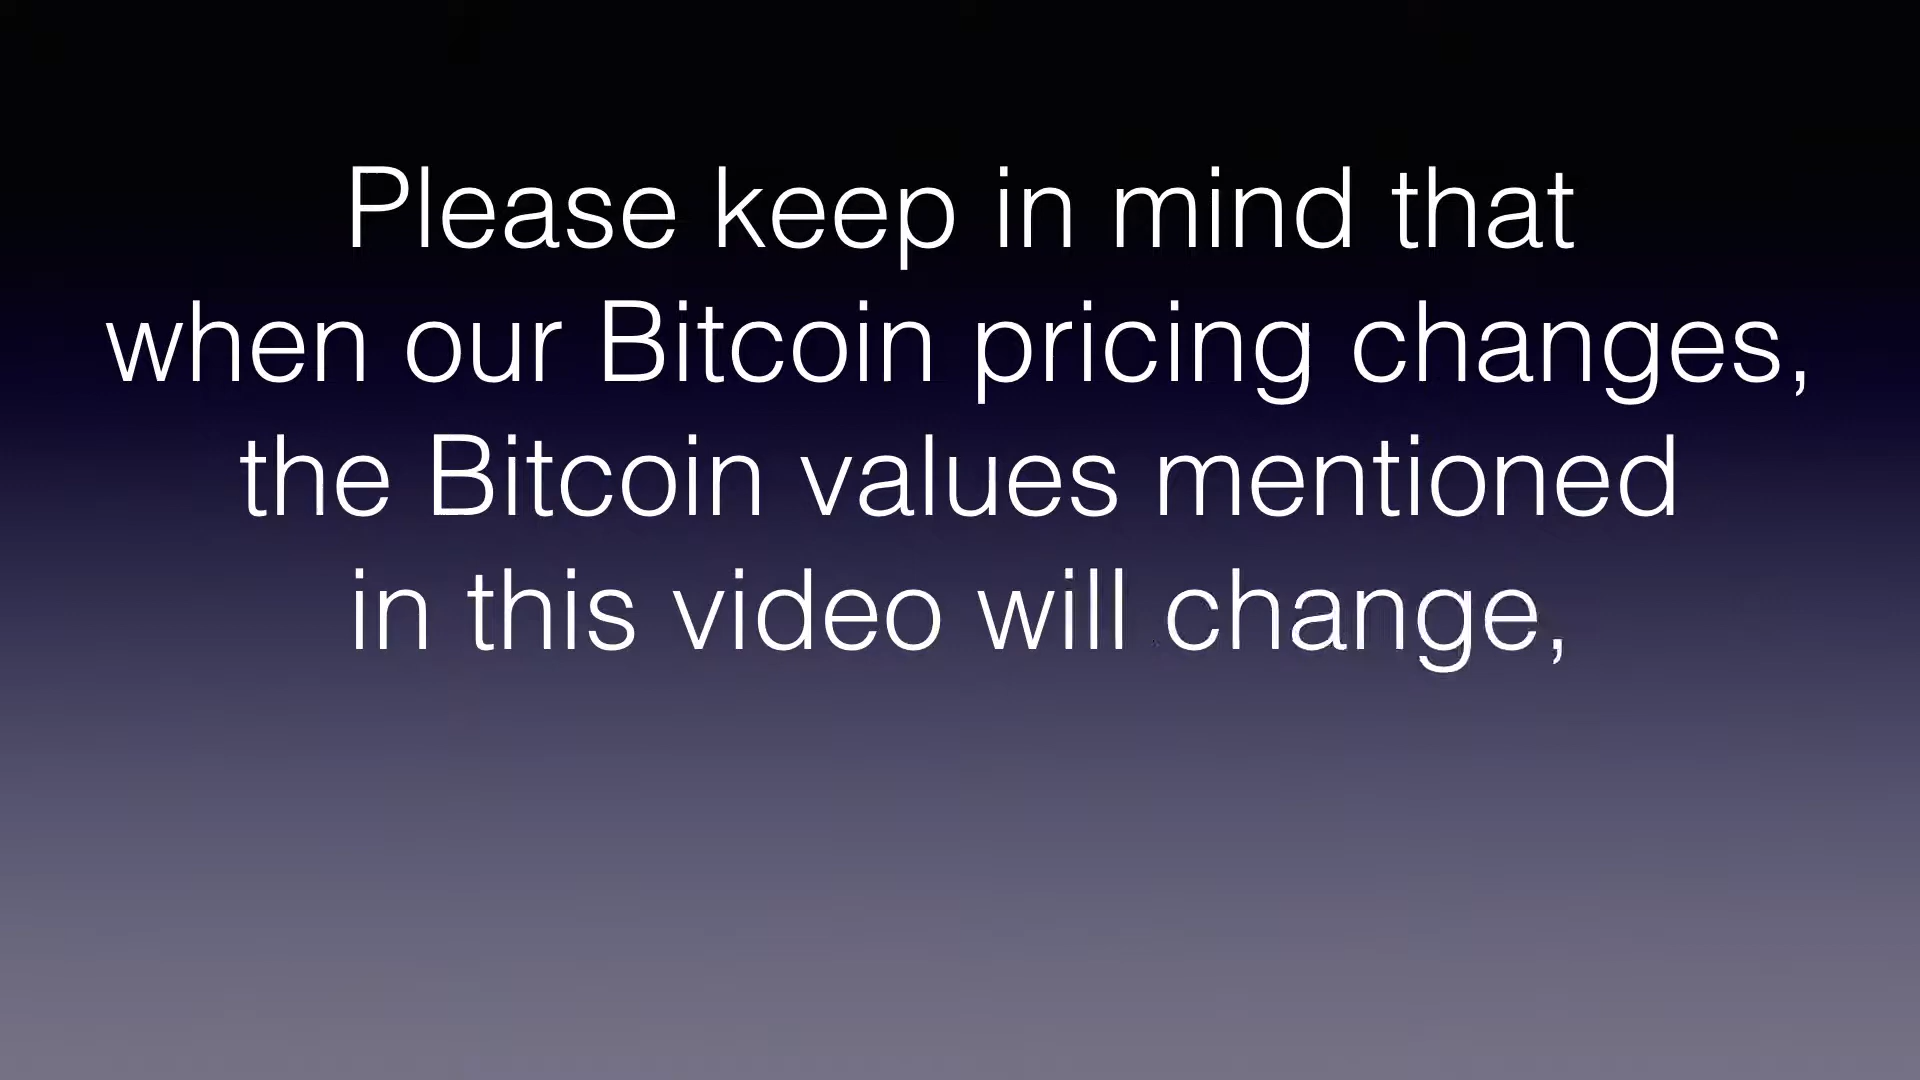 Please keep in mind that
when our Bitcoin pricing changes,
the Bitcoin values mentioned
in this video will change,